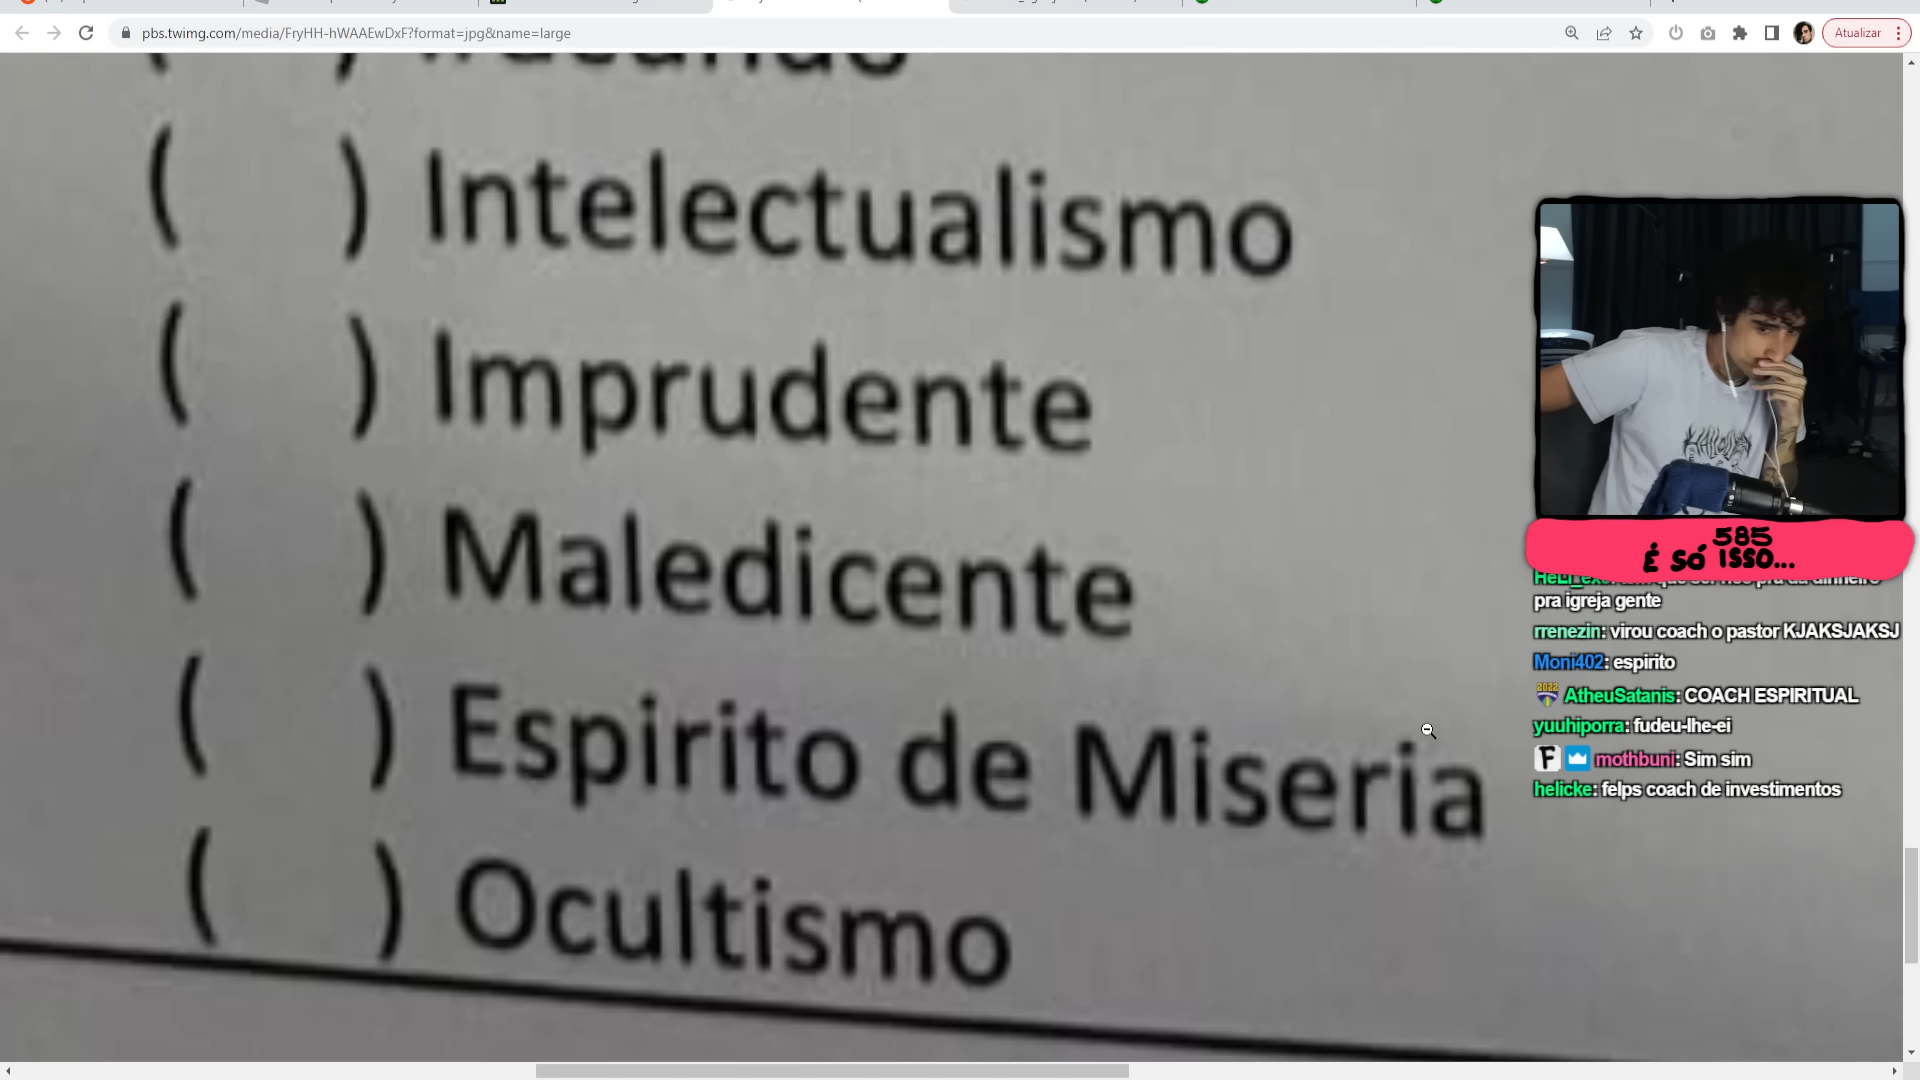 pbs.twimg.com/media/FryHH-hWAAEwDxF?format=jpg&name=large
Atualizar
( ) Intelectualismo
( ) Imprudente
( ) Maledicente
( ) Espirito de Miseria
( ) Ocultismo
585
É SÓ ISSO...
pra igreja gente
rrenezin: virou coach o pastor KJAKSJAKSJ
Moni402: espirito
2022 AtheuSatanis: COACH ESPIRITUAL
yuuhiporra: fudeu-lhe-ei
F mothbuni: Sim sim
helicke: felps coach de investimentos